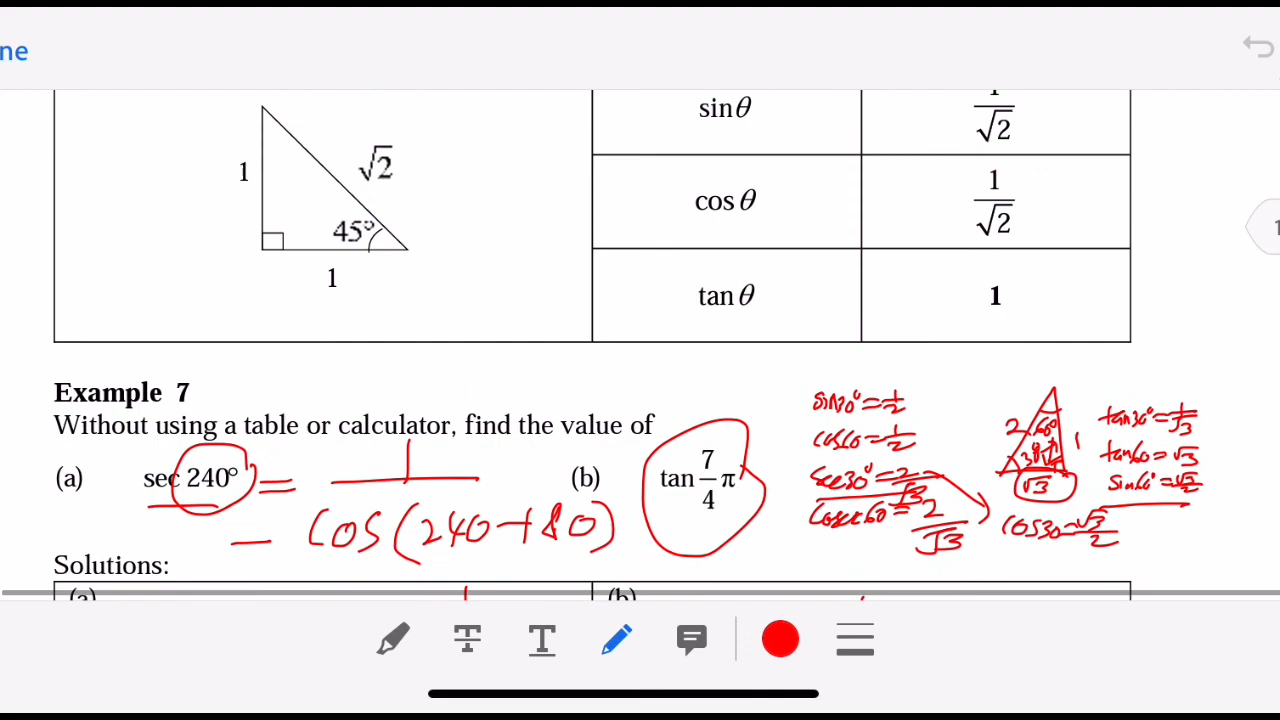 ne
1
√2
45°
1
sinθ
1/√2
cosθ
1/√2
tanθ
1
1
Example 7
Without using a table or calculator, find the value of
(a) sec 240° = 1
– cos(240-180)
(b) tan 7/4 π
sin30° = 1/2
cos60 = 1/2
sec30° = 2/√3
cosec60 = 2/√3
2
60°
1
√3
tan30° = 1/√3
tan60 = √3
sin60° = √3/2
cos30 = √3/2
Solutions:
(a)
(b)